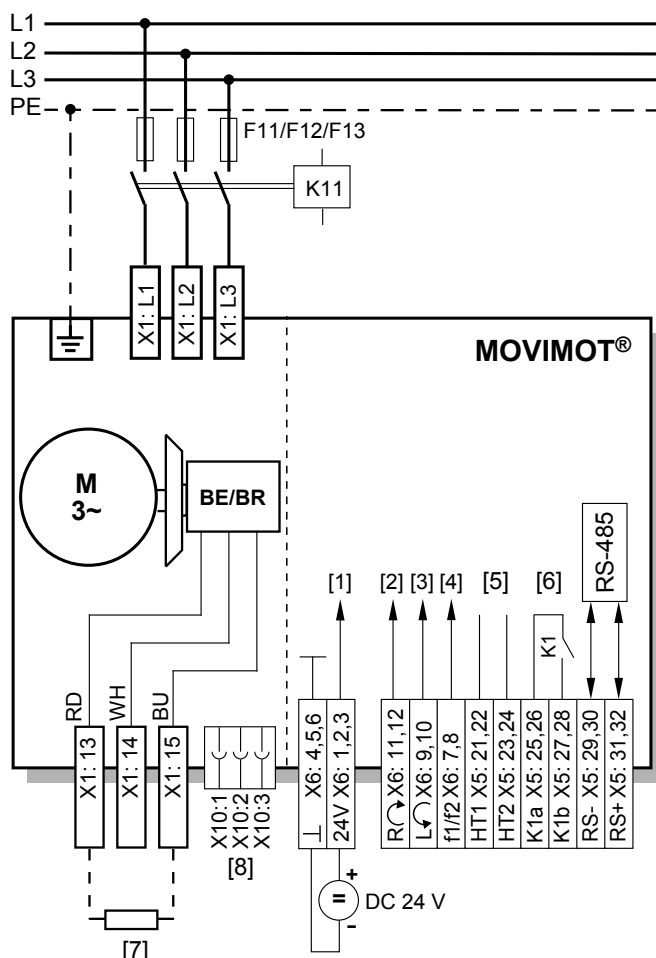 L1
L2
L3
PE
F11/F12/F13
K11
X1: L1
X1: L2
X1: L3
MOVIMOT®
M
3~
BE/BR
RS-485
[1]
[2]
[3]
[4]
[5]
[6]
K1
RD
WH
BU
X1: 13
X1: 14
X1: 15
X10:1
X10:2
X10:3
[8]
X6: 4,5,6
24V X6: 1,2,3
R X6: 11,12
L X6: 9,10
f1/f2 X6: 7,8
HT1 X5: 21,22
HT2 X5: 23,24
K1a X5: 25,26
K1b X5: 27,28
RS- X5: 29,30
RS+ X5: 31,32
+
=
DC 24 V
-
[7]